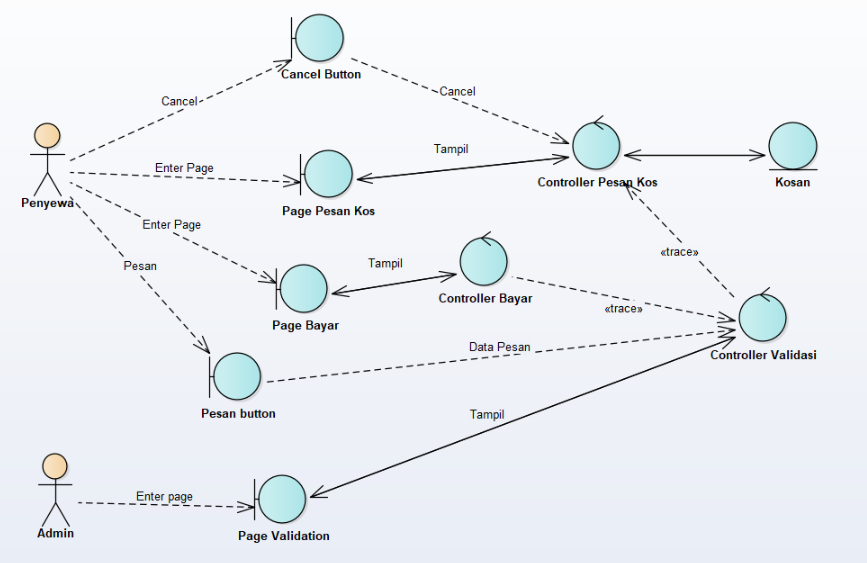 Cancel Button
Cancel
Cancel
Penyewa
Enter Page
Page Pesan Kos
Tampil
Controller Pesan Kos
Kosan
Enter Page
Page Bayar
Tampil
Controller Bayar
«trace»
«trace»
Controller Validasi
Pesan
Pesan button
Data Pesan
Tampil
Admin
Enter page
Page Validation